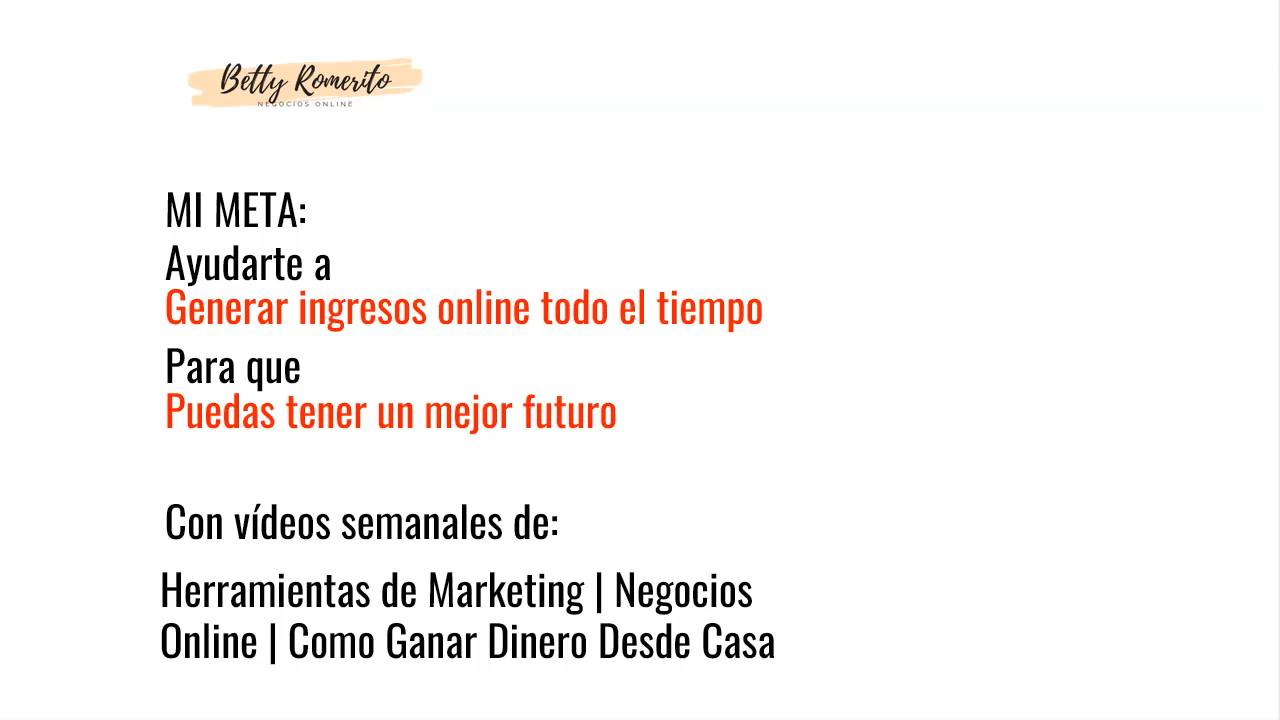 Betty Romerito
NEGOCIOS ONLINE
MI META:
Ayudarte a
Generar ingresos online todo el tiempo
Para que
Puedas tener un mejor futuro
Con vídeos semanales de:
Herramientas de Marketing | Negocios
Online | Como Ganar Dinero Desde Casa